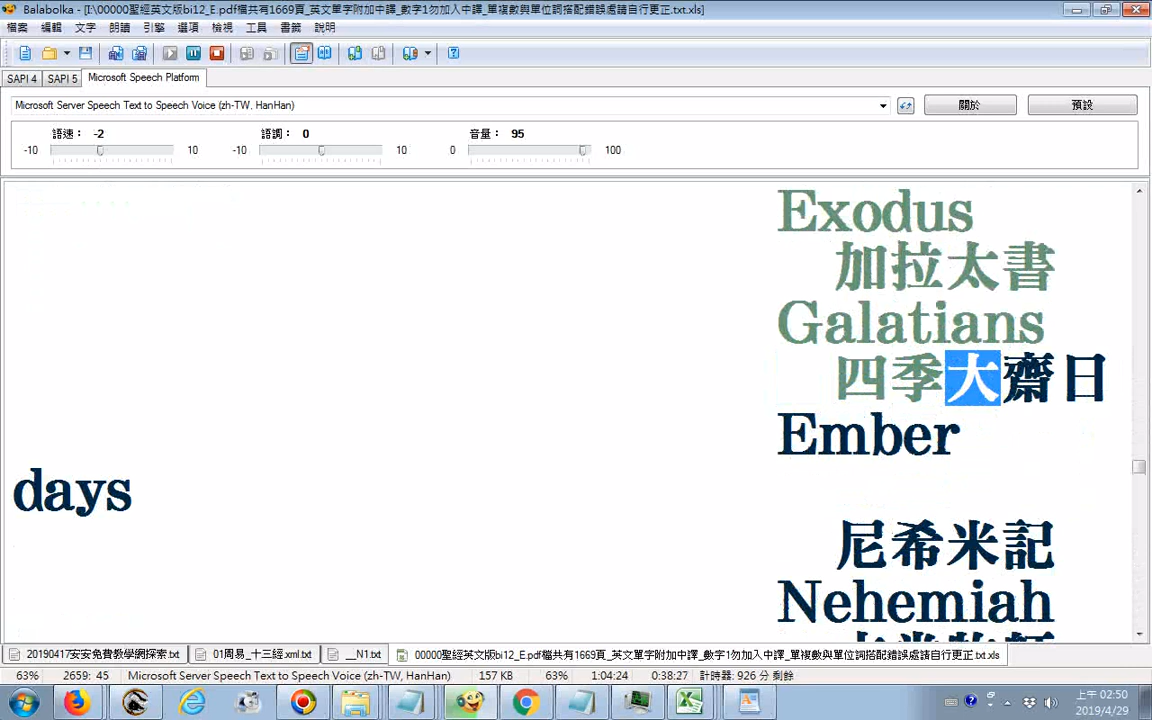 Balabolka - [I:\00000聖經英文版bi12_E.pdf檔共有1669頁_英文單字附加中譯_數字1勿加入中譯_單複數與單位詞搭配錯誤處請自行更正.txt.xls]
檔案 編輯 文字 朗讀 引擎 選項 檢視 工具 書籤 說明
SAPI 4 SAPI 5 Microsoft Speech Platform
Microsoft Server Speech Text to Speech Voice (zh-TW, HanHan) 關於 預設
語速： -2 語調： 0 音量： 95
-10 10 -10 10 0 100
Exodus
加拉太書
Galatians
四季大齋日
Ember
days
尼希米記
Nehemiah
20190417安安免費教學網探索.txt 01周易_十三經.xml.txt __N1.txt 00000聖經英文版bi12_E.pdf檔共有1669頁_英文單字附加中譯_數字1勿加入中譯_單複數與單位詞搭配錯誤處請自行更正.txt.xls
63% 2659: 45 Microsoft Server Speech Text to Speech Voice (zh-TW, HanHan) 157 KB 63% 1:04:24 0:38:27 計時器: 926 分 剩餘
上午 02:50
2019/4/29